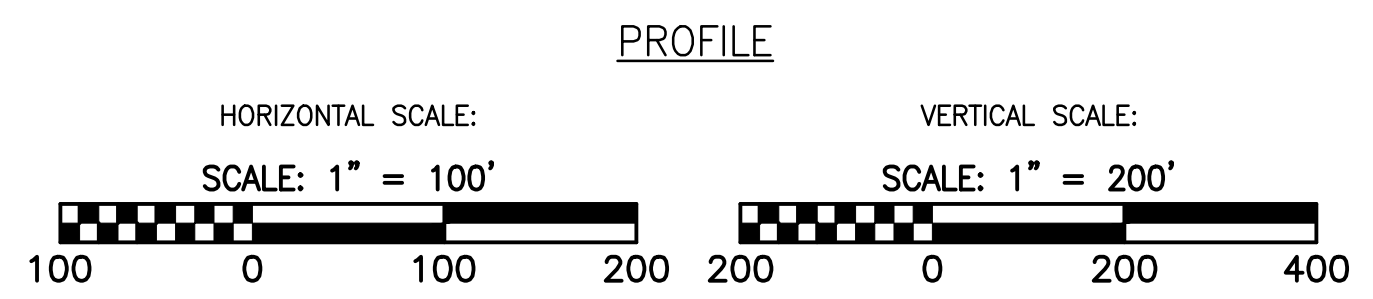 PROFILE
HORIZONTAL SCALE:
VERTICAL SCALE:
SCALE: 1" = 100'
SCALE: 1" = 200'
100 0 100 200
200 0 200 400